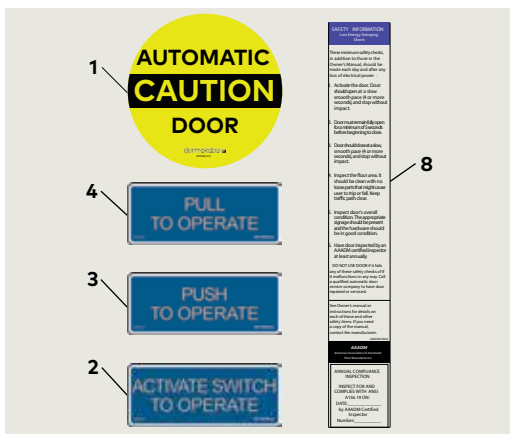 1
AUTOMATIC
CAUTION
DOOR
dormakaba
4
PULL
TO OPERATE
3
PUSH
TO OPERATE
2
ACTIVATE SWITCH
TO OPERATE
SAFETY INFORMATION
Low Energy Swinging
Doors
These minimum safety checks,
in addition to those in the
Owner's Manual, should be
made each day and after any
loss of electrical power .
1. Activate the door. Door
should open at a slow
smooth pace (4 or more
seconds), and stop without
impact.
2. Door must remain fully open
for a minimum of 5 seconds
before beginning to close.
3. Door should close at a slow,
smooth pace (4 or more
seconds), and stop without
impact.
4. Inspect the floor area. It
should be clean with no
loose parts that might cause
user to trip or fall. Keep
traffic path clear.
5. Inspect door's overall
condition. The appropriate
signage should be present
and the hardware should
be in good condition.
6. Have door inspected by an
AAADM certified inspector
at least annually.
DO NOT USE DOOR if it fails
any of these safety checks of if
it malfunctions in any way. Call
a qualified automatic door
service company to have door
repaired or serviced.
See Owner's manual or
instructions for details on
each of these and other
safety items. If you need
a copy of the manual,
contact the manufacturer.
AAADM
American Association of Automatic
Door Manufacturers
ANNUAL COMPLIANCE
INSPECTION
INSPECT FOR AND
COMPLIES WITH ANSI
A156.19 ON:
DATE:
by AAADM Certified
Inspector
Number
8